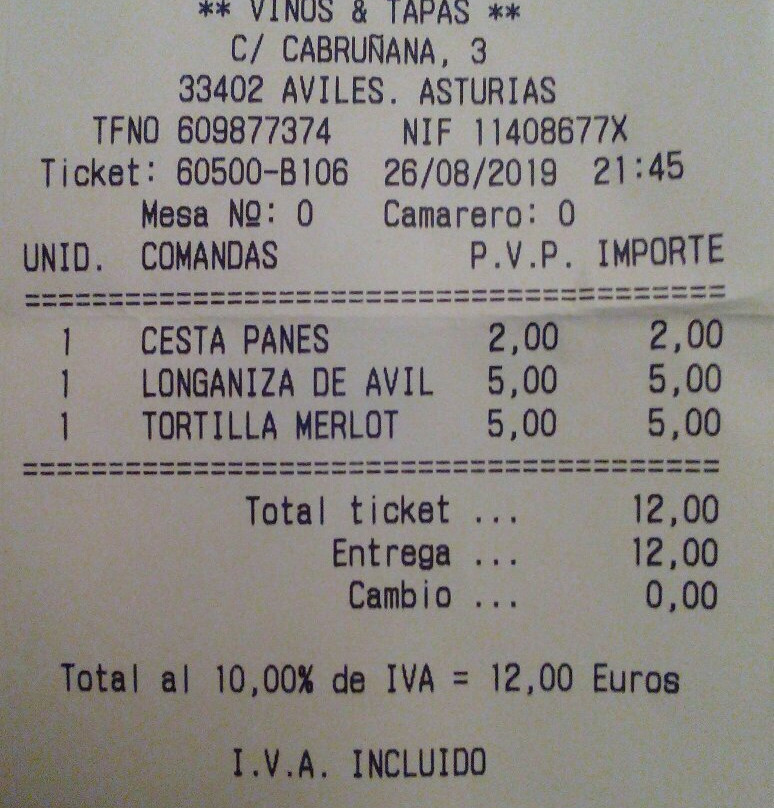 ** VINOS & TAPAS **
C/ CABRUÑANA, 3
33402 AVILES. ASTURIAS
TFNO 609877374 NIF 11408677X
Ticket: 60500-B106 26/08/2019 21:45
Mesa Nº: 0 Camarero: 0
UNID. COMANDAS P.V.P. IMPORTE
=========================================
1 CESTA PANES 2,00 2,00
1 LONGANIZA DE AVIL 5,00 5,00
1 TORTILLA MERLOT 5,00 5,00
=========================================
Total ticket ... 12,00
Entrega ... 12,00
Cambio ... 0,00
Total al 10,00% de IVA = 12,00 Euros
I.V.A. INCLUIDO